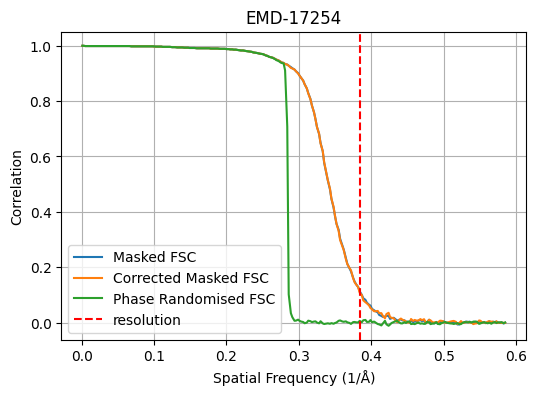 EMD-17254
1.0
0.8
0.6
0.4
0.2
0.0
Correlation
Masked FSC
Corrected Masked FSC
Phase Randomised FSC
resolution
0.0 0.1 0.2 0.3 0.4 0.5 0.6
Spatial Frequency (1/Å)